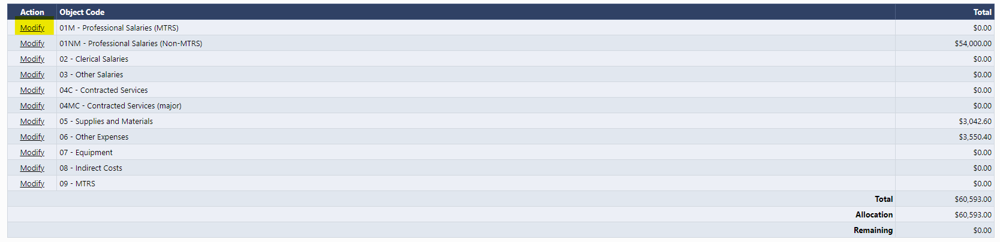 Action Object Code Total
Modify 01M - Professional Salaries (MTRS) $0.00
Modify 01NM - Professional Salaries (Non-MTRS) $54,000.00
Modify 02 - Clerical Salaries $0.00
Modify 03 - Other Salaries $0.00
Modify 04C - Contracted Services $0.00
Modify 04MC - Contracted Services (major) $0.00
Modify 05 - Supplies and Materials $3,042.60
Modify 06 - Other Expenses $3,550.40
Modify 07 - Equipment $0.00
Modify 08 - Indirect Costs $0.00
Modify 09 - MTRS $0.00
Total $60,593.00
Allocation $60,593.00
Remaining $0.00